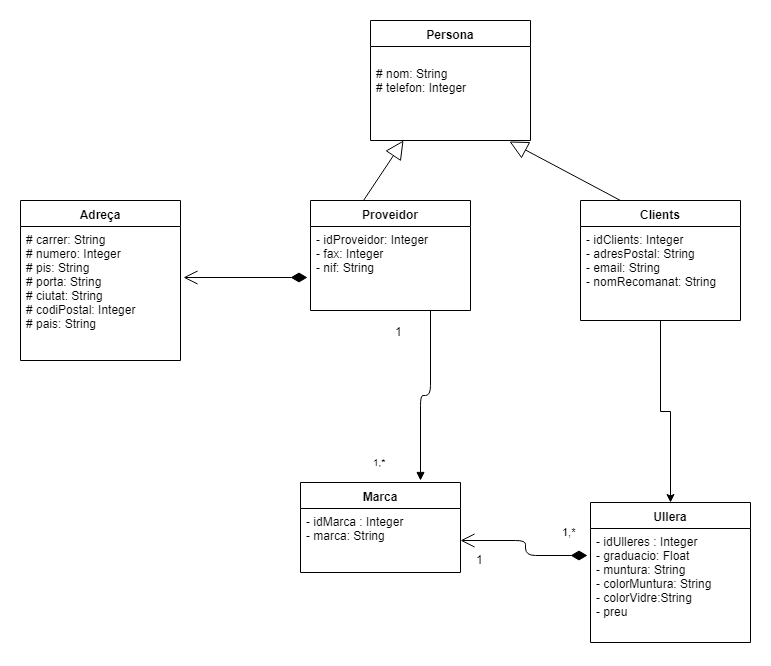 Persona
# nom: String
# telefon: Integer
Adreça
# carrer: String
# numero: Integer
# pis: String
# porta: String
# ciutat: String
# codiPostal: Integer
# pais: String
Proveidor
- idProveidor: Integer
- fax: Integer
- nif: String
Clients
- idClients: Integer
- adresPostal: String
- email: String
- nomRecomanat: String
1
1,*
Marca
- idMarca : Integer
- marca: String
1,*
1
Ullera
- idUlleres : Integer
- graduacio: Float
- muntura: String
- colorMuntura: String
- colorVidre:String
- preu